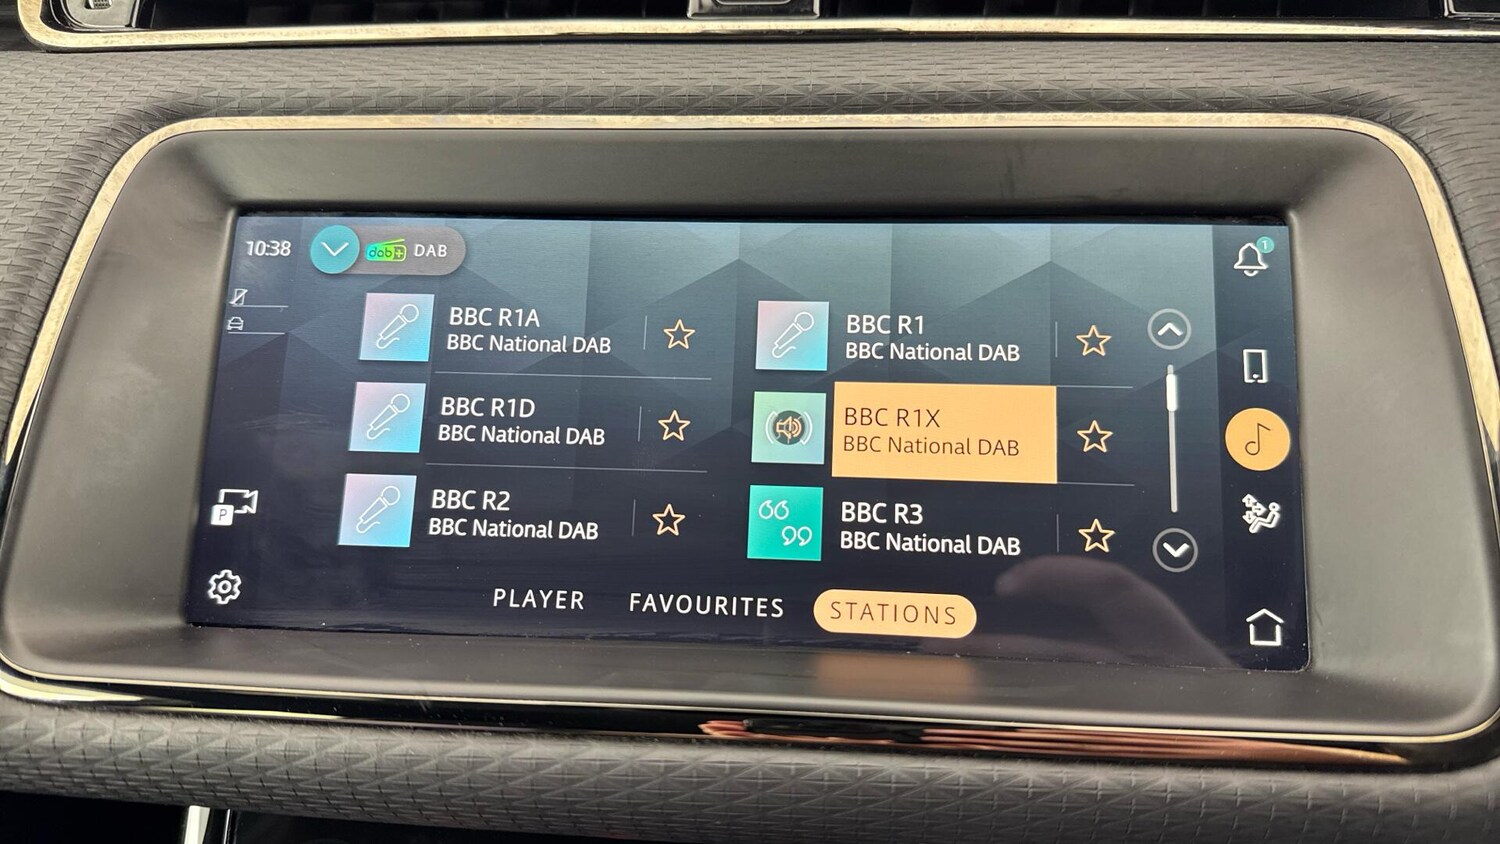 10:38
dab+ DAB
1
BBC R1A
BBC National DAB
BBC R1
BBC National DAB
BBC R1D
BBC National DAB
BBC R1X
BBC National DAB
BBC R2
BBC National DAB
BBC R3
BBC National DAB
P
PLAYER FAVOURITES STATIONS